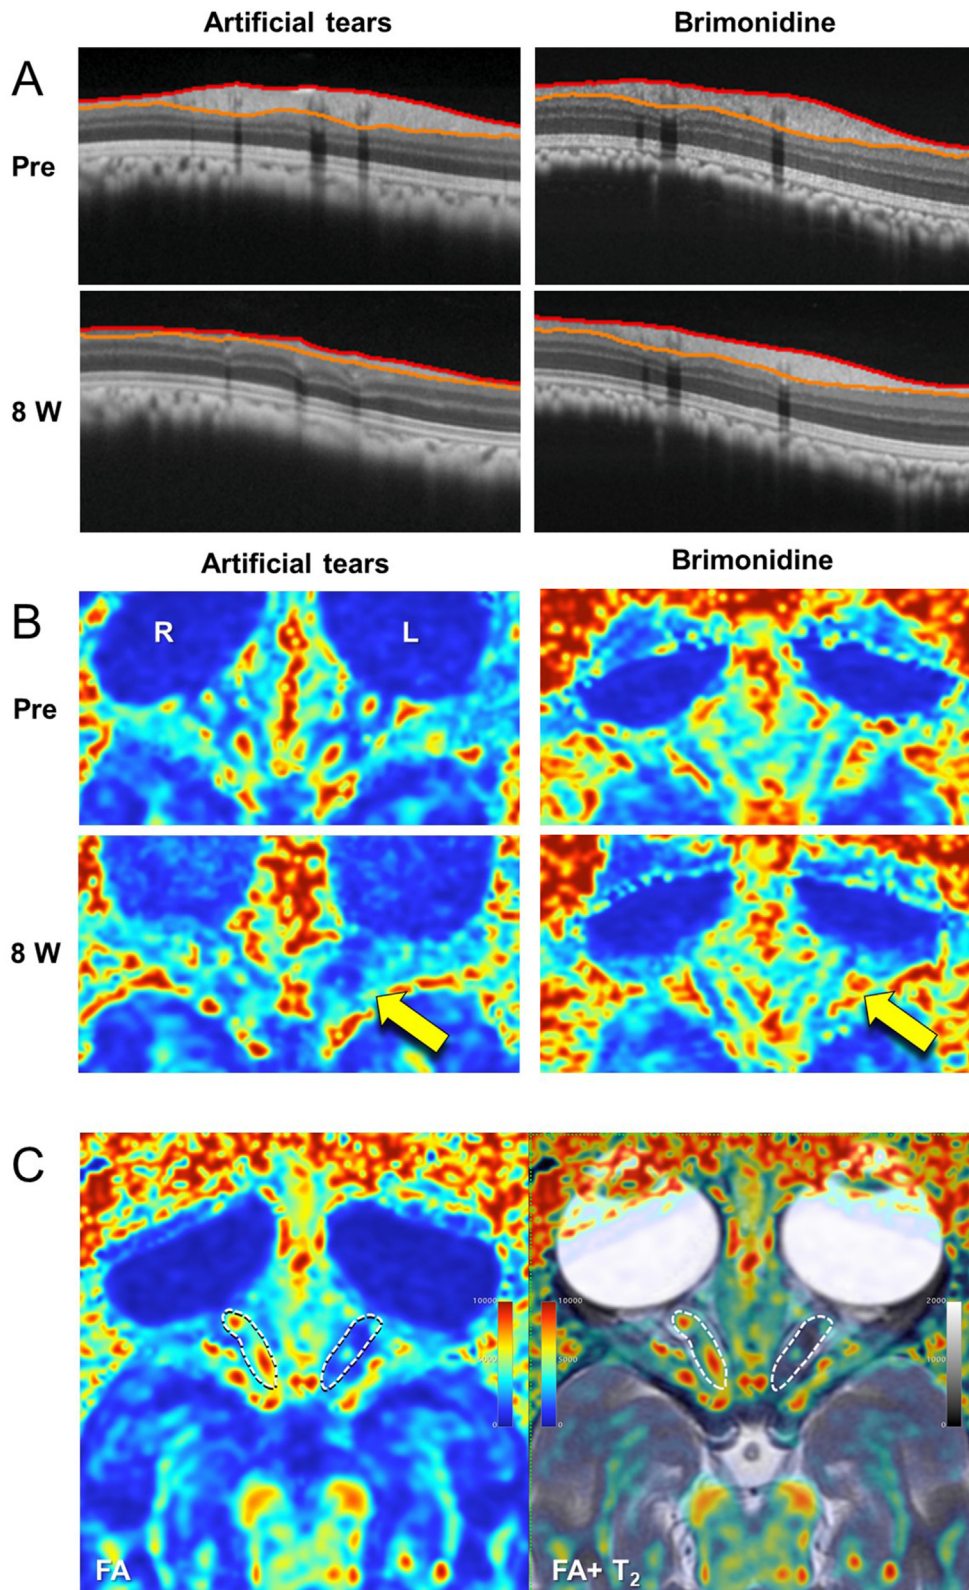 Artificial tears Brimonidine
A
Pre
8 W
Artificial tears Brimonidine
B
R L
Pre
8 W
C
10000 10000 2000
5000 5000 1000
0 0 0
FA FA+ T₂